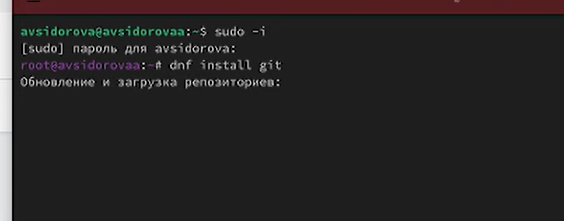 avsidorova@avsidorovaa:~$ sudo -i
[sudo] пароль для avsidorova:
root@avsidorovaa:~# dnf install git
Обновление и загрузка репозиториев: